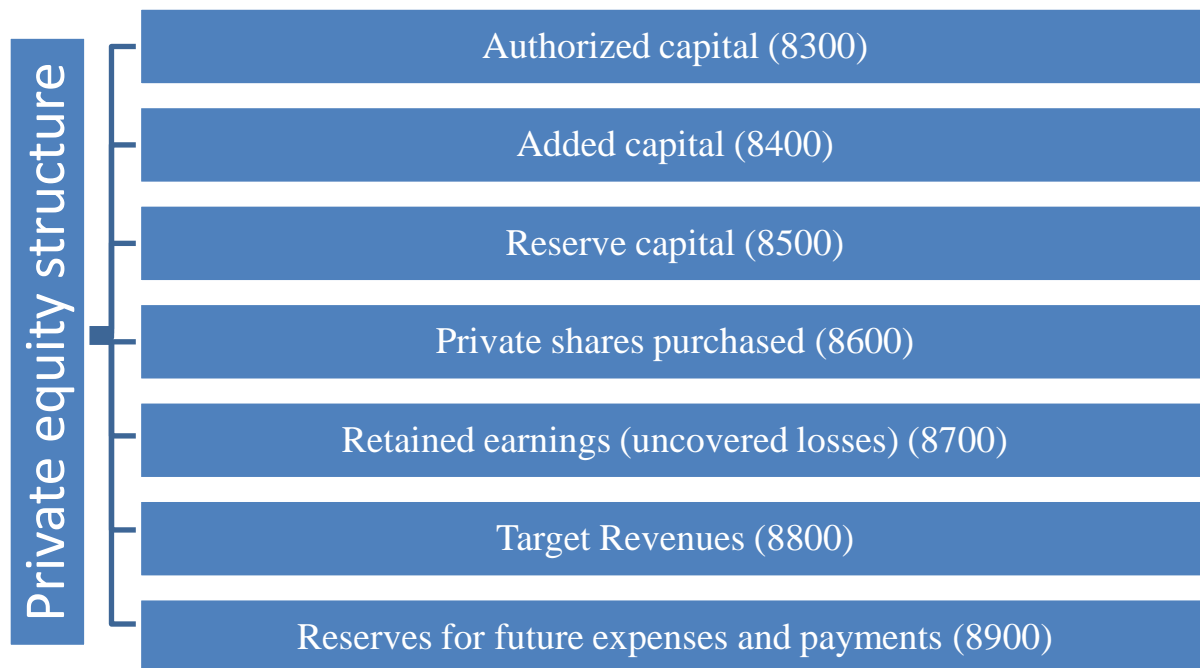 Private equity structure
Authorized capital (8300)
Added capital (8400)
Reserve capital (8500)
Private shares purchased (8600)
Retained earnings (uncovered losses) (8700)
Target Revenues (8800)
Reserves for future expenses and payments (8900)